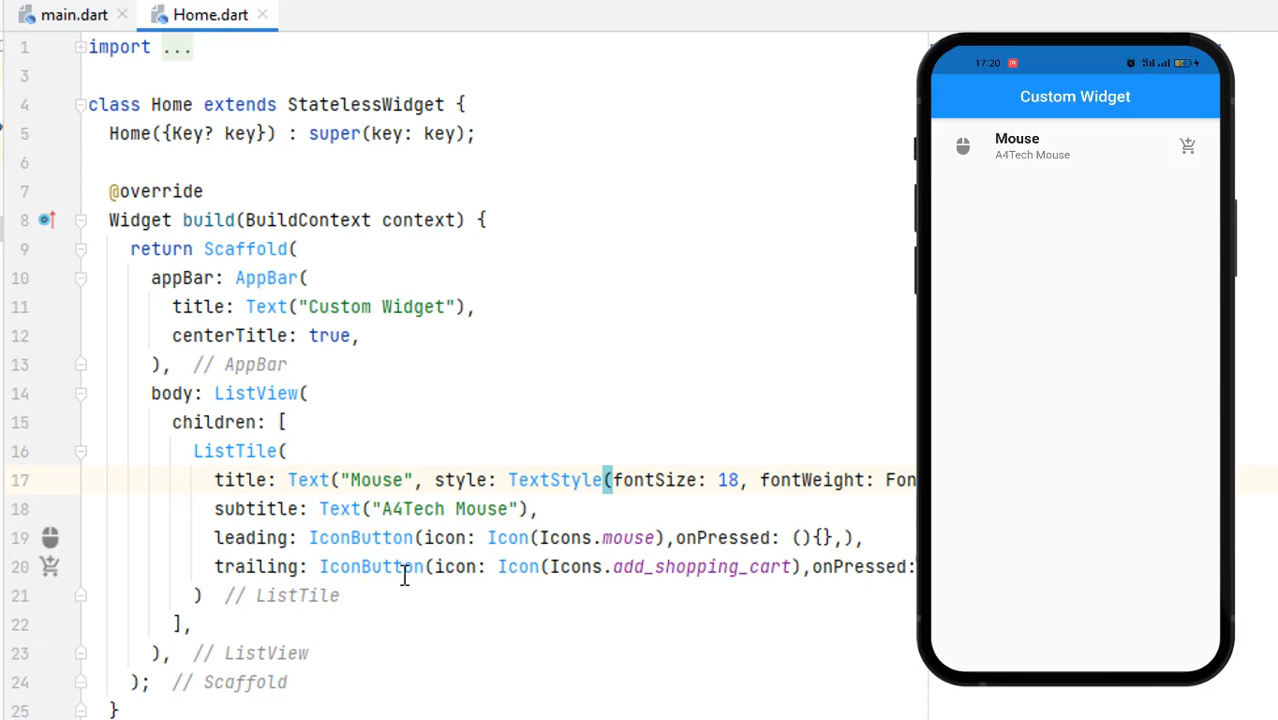 main.dart
Home.dart
1 import ...
3
4 class Home extends StatelessWidget {
5 Home({Key? key}) : super(key: key);
6
7 @override
8 Widget build(BuildContext context) {
9 return Scaffold(
10 appBar: AppBar(
11 title: Text("Custom Widget"),
12 centerTitle: true,
13 ), // AppBar
14 body: ListView(
15 children: [
16 ListTile(
17 title: Text("Mouse", style: TextStyle(fontSize: 18, fontWeight: Fon
18 subtitle: Text("A4Tech Mouse"),
19 leading: IconButton(icon: Icon(Icons.mouse),onPressed: (){},),
20 trailing: IconButton(icon: Icon(Icons.add_shopping_cart),onPressed:
21 ) // ListTile
22 ],
23 ), // ListView
24 ); // Scaffold
25 }
17:20
Custom Widget
Mouse
A4Tech Mouse